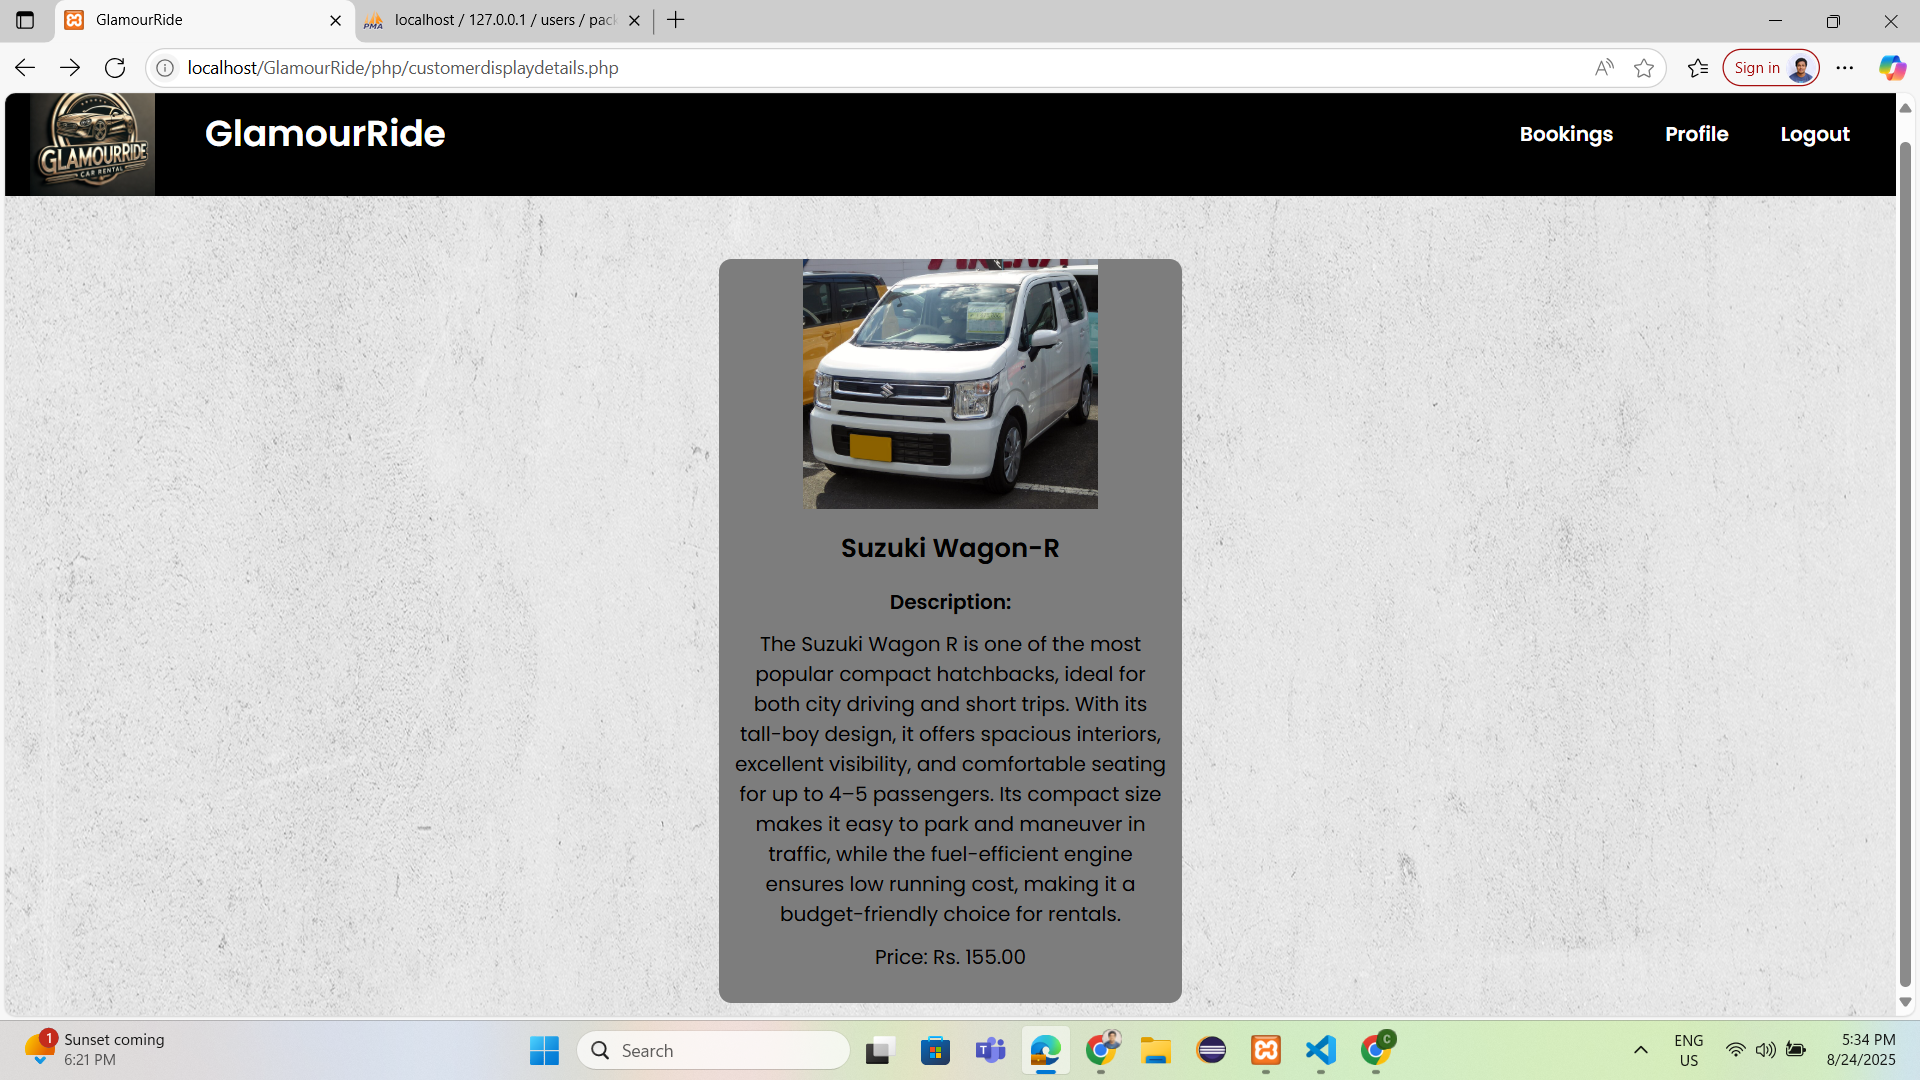 GlamourRide
localhost / 127.0.0.1 / users / pack
localhost/GlamourRide/php/customerdisplaydetails.php
Sign in
GLAMOURRIDE
CAR RENTAL
GlamourRide
Bookings
Profile
Logout
Suzuki Wagon-R
Description:
The Suzuki Wagon R is one of the most
popular compact hatchbacks, ideal for
both city driving and short trips. With its
tall-boy design, it offers spacious interiors,
excellent visibility, and comfortable seating
for up to 4–5 passengers. Its compact size
makes it easy to park and maneuver in
traffic, while the fuel-efficient engine
ensures low running cost, making it a
budget-friendly choice for rentals.
Price: Rs. 155.00
1
Sunset coming
6:21 PM
Search
C
ENG
US
5:34 PM
8/24/2025